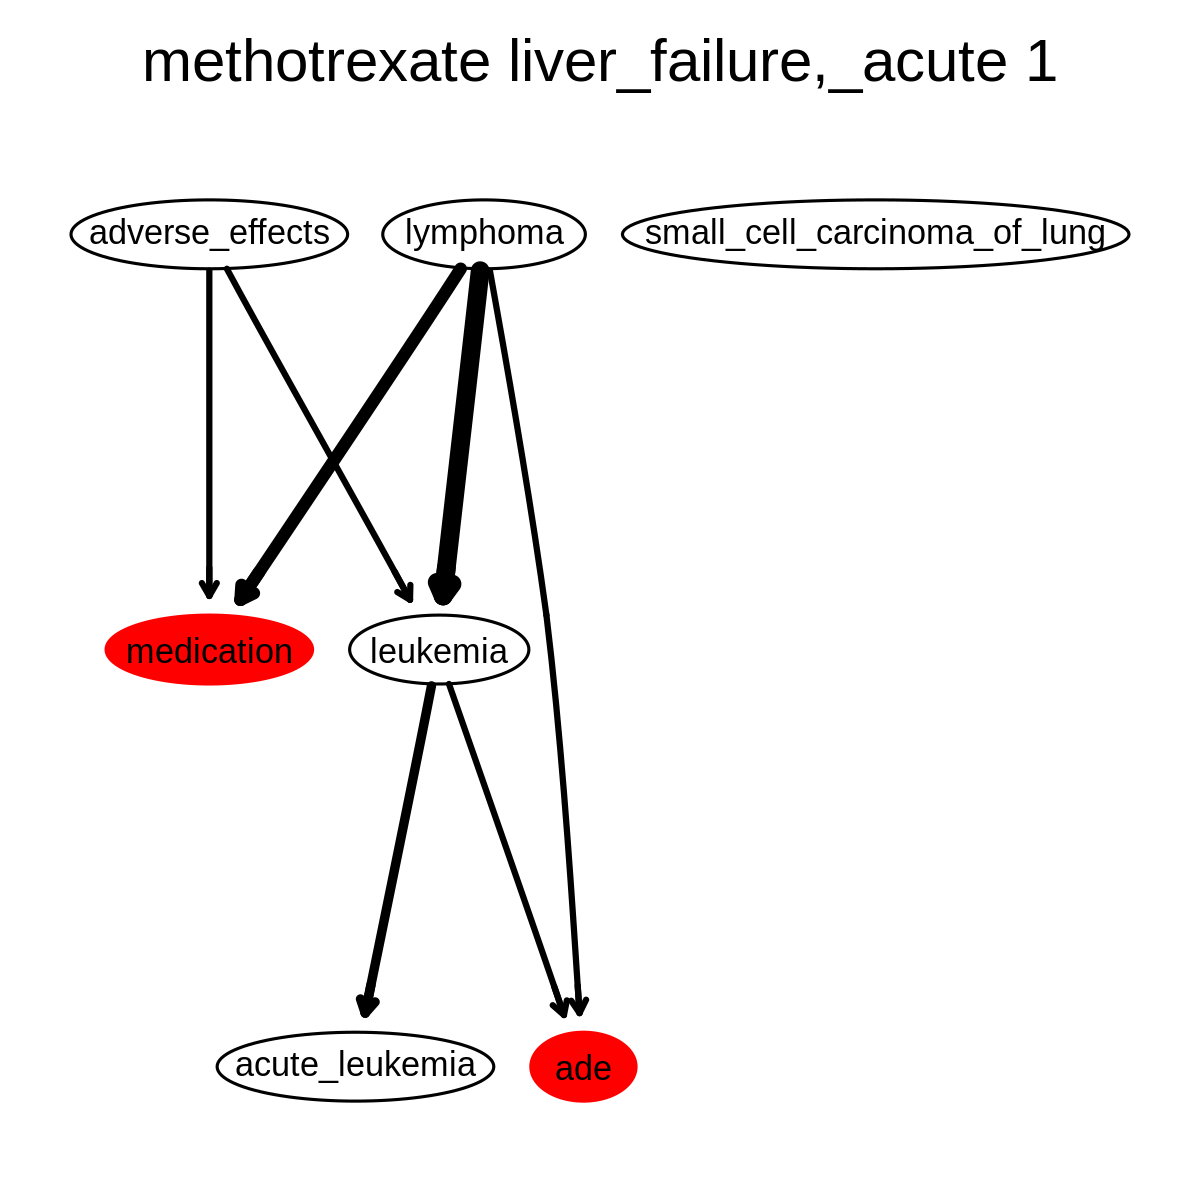 methotrexate liver_failure,_acute 1
adverse_effects
lymphoma
small_cell_carcinoma_of_lung
medication
leukemia
acute_leukemia
ade